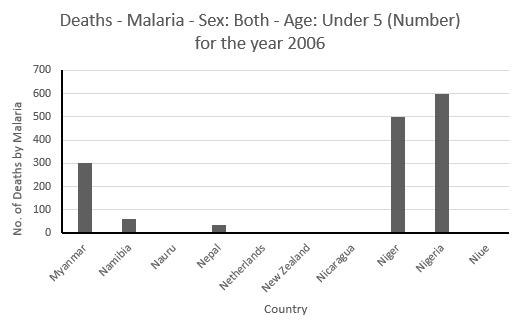 Deaths - Malaria - Sex: Both - Age: Under 5 (Number)
for the year 2006
700
600
500
400
300
200
100
0
No. of Deaths by Malaria
Myanmar
Namibia
Nauru
Nepal
Netherlands
New Zealand
Nicaragua
Niger
Nigeria
Niue
Country